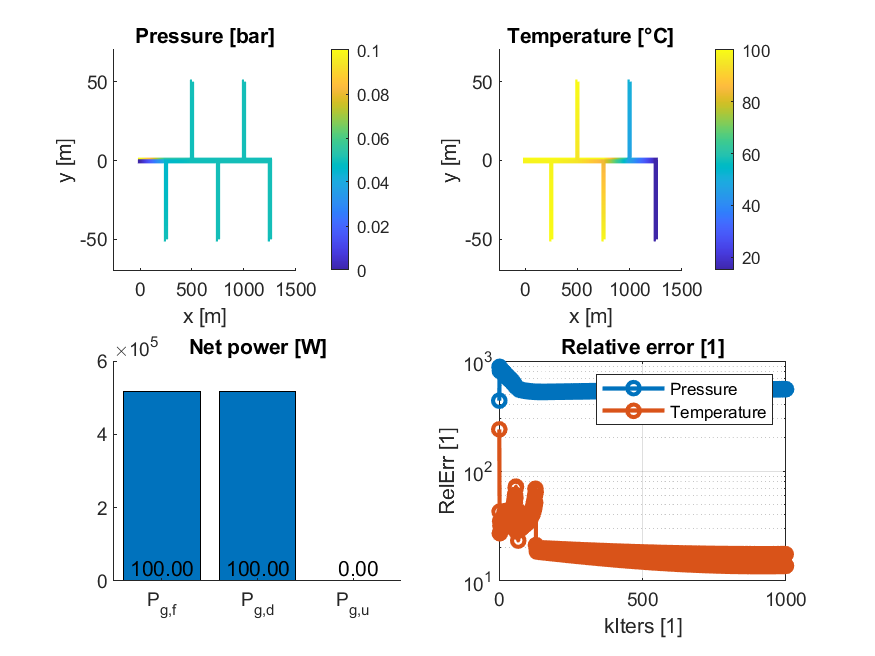 Pressure [bar]
y [m]
50
0
-50
0
500
1000
1500
x [m]
0.1
0.08
0.06
0.04
0.02
0
Temperature [°C]
y [m]
50
0
-50
0
500
1000
1500
x [m]
100
80
60
40
20
Net power [W]
×10^5
6
4
2
0
100.00
100.00
0.00
P_g,f
P_g,d
P_g,u
Relative error [1]
RelErr [1]
10^3
10^2
10^1
Pressure
Temperature
0
500
1000
kIters [1]